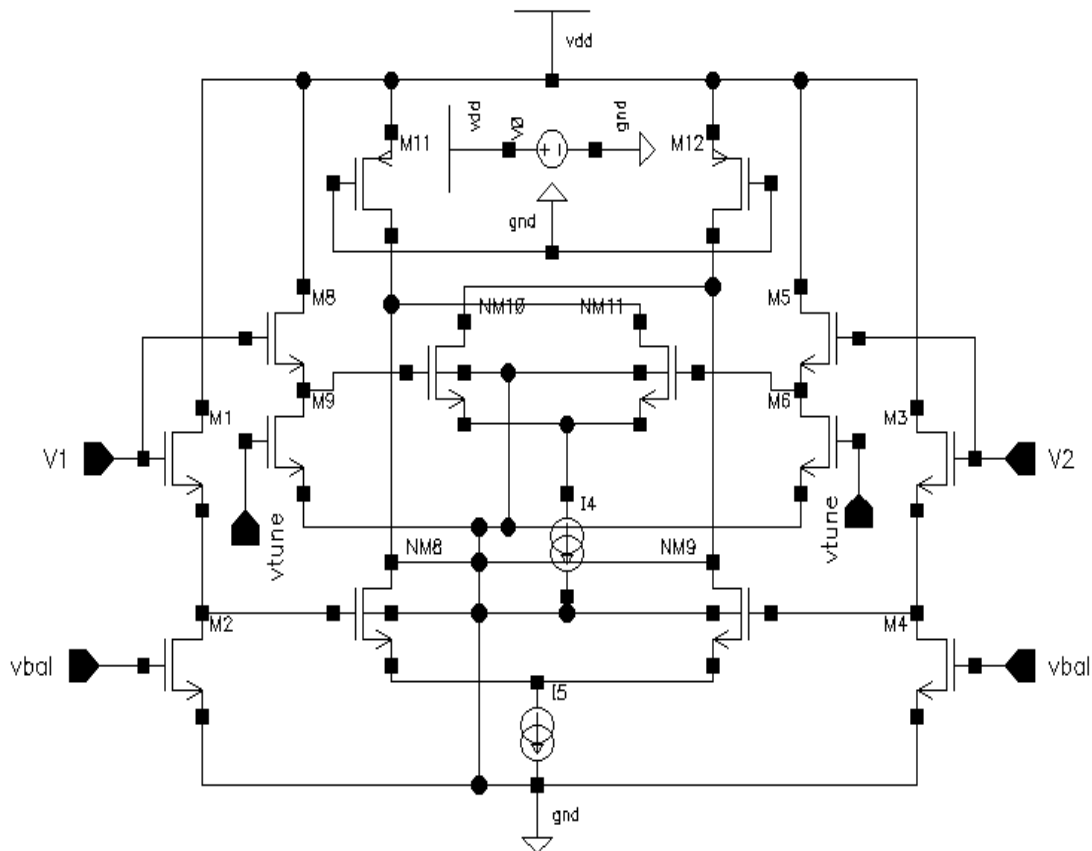 vdd
M11
vdd
V0
gnd
M12
gnd
M8
NM10
NM11
M5
M9
M6
M1
M3
V1
V2
vtune
I4
vtune
NM8
NM9
M2
M4
vbal
vbal
I5
gnd